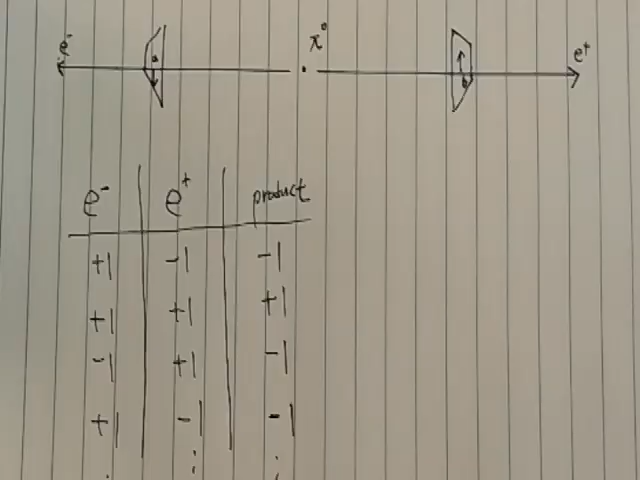 π⁰
e⁻ e⁺
e⁻ e⁺ product
+1 -1 -1
+1 +1 +1
-1 +1 -1
+1 -1 -1
. ⋮ ⋮